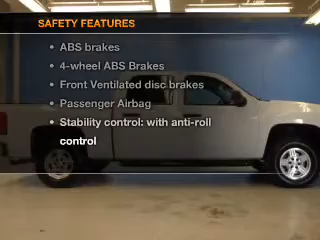 SAFETY FEATURES
• ABS brakes
• 4-wheel ABS Brakes
• Front Ventilated disc brakes
• Passenger Airbag
• Stability control: with anti-roll
control